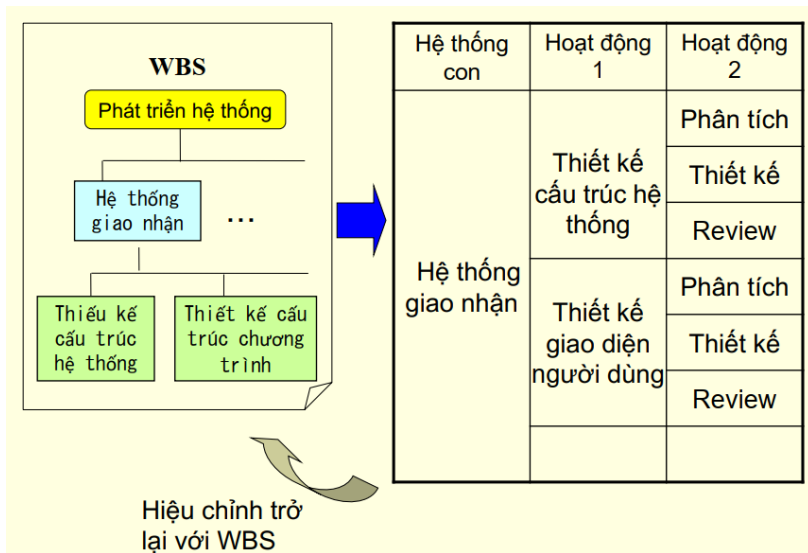 WBS
Phát triển hệ thống
Hệ thống
giao nhận
...
Thiếu kế
cấu trúc
hệ thống
Thiết kế cấu
trúc chương
trình
Hiệu chỉnh trở
lại với WBS
Hệ thống
con
Hoạt động
1
Hoạt động
2
Hệ thống
giao nhận
Thiết kế
cấu trúc hệ
thống
Phân tích
Thiết kế
Review
Thiết kế
giao diện
người dùng
Phân tích
Thiết kế
Review